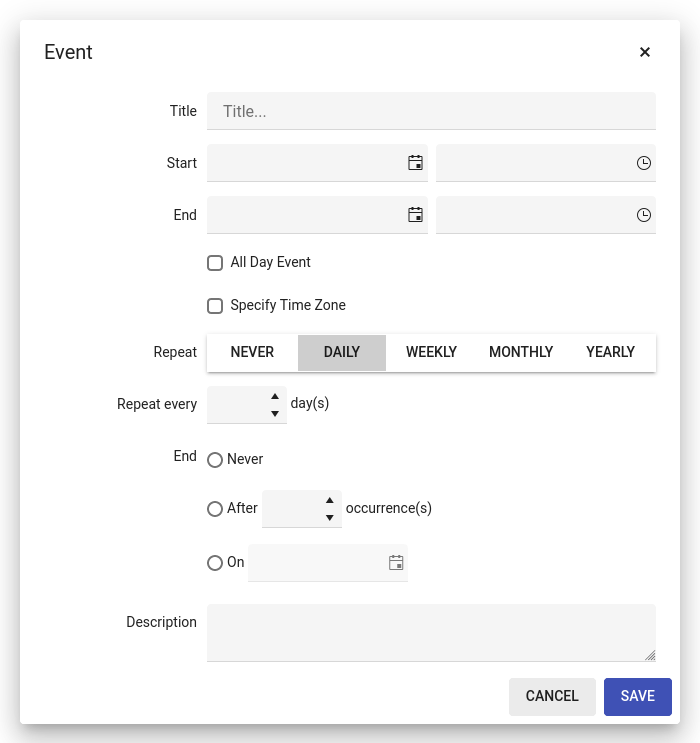 Event
Title Title...
Start
End
All Day Event
Specify Time Zone
Repeat NEVER DAILY WEEKLY MONTHLY YEARLY
Repeat every day(s)
End Never
After occurrence(s)
On
Description
CANCEL SAVE